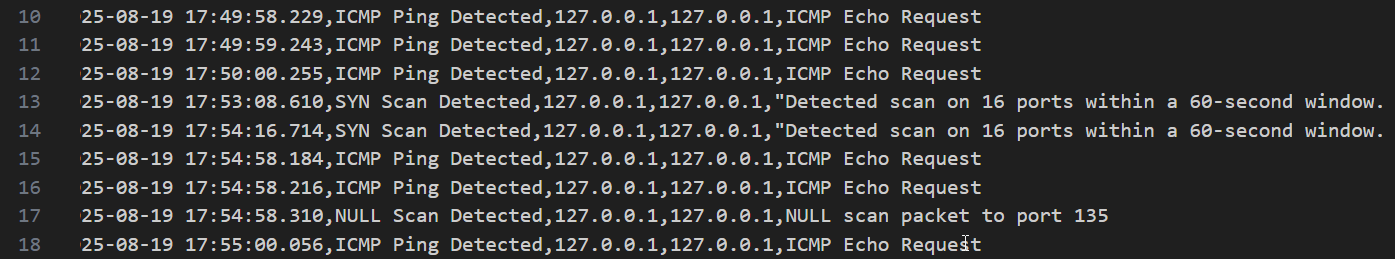 10 25-08-19 17:49:58.229,ICMP Ping Detected,127.0.0.1,127.0.0.1,ICMP Echo Request
11 25-08-19 17:49:59.243,ICMP Ping Detected,127.0.0.1,127.0.0.1,ICMP Echo Request
12 25-08-19 17:50:00.255,ICMP Ping Detected,127.0.0.1,127.0.0.1,ICMP Echo Request
13 25-08-19 17:53:08.610,SYN Scan Detected,127.0.0.1,127.0.0.1,"Detected scan on 16 ports within a 60-second window.
14 25-08-19 17:54:16.714,SYN Scan Detected,127.0.0.1,127.0.0.1,"Detected scan on 16 ports within a 60-second window.
15 25-08-19 17:54:58.184,ICMP Ping Detected,127.0.0.1,127.0.0.1,ICMP Echo Request
16 25-08-19 17:54:58.216,ICMP Ping Detected,127.0.0.1,127.0.0.1,ICMP Echo Request
17 25-08-19 17:54:58.310,NULL Scan Detected,127.0.0.1,127.0.0.1,NULL scan packet to port 135
18 25-08-19 17:55:00.056,ICMP Ping Detected,127.0.0.1,127.0.0.1,ICMP Echo Request